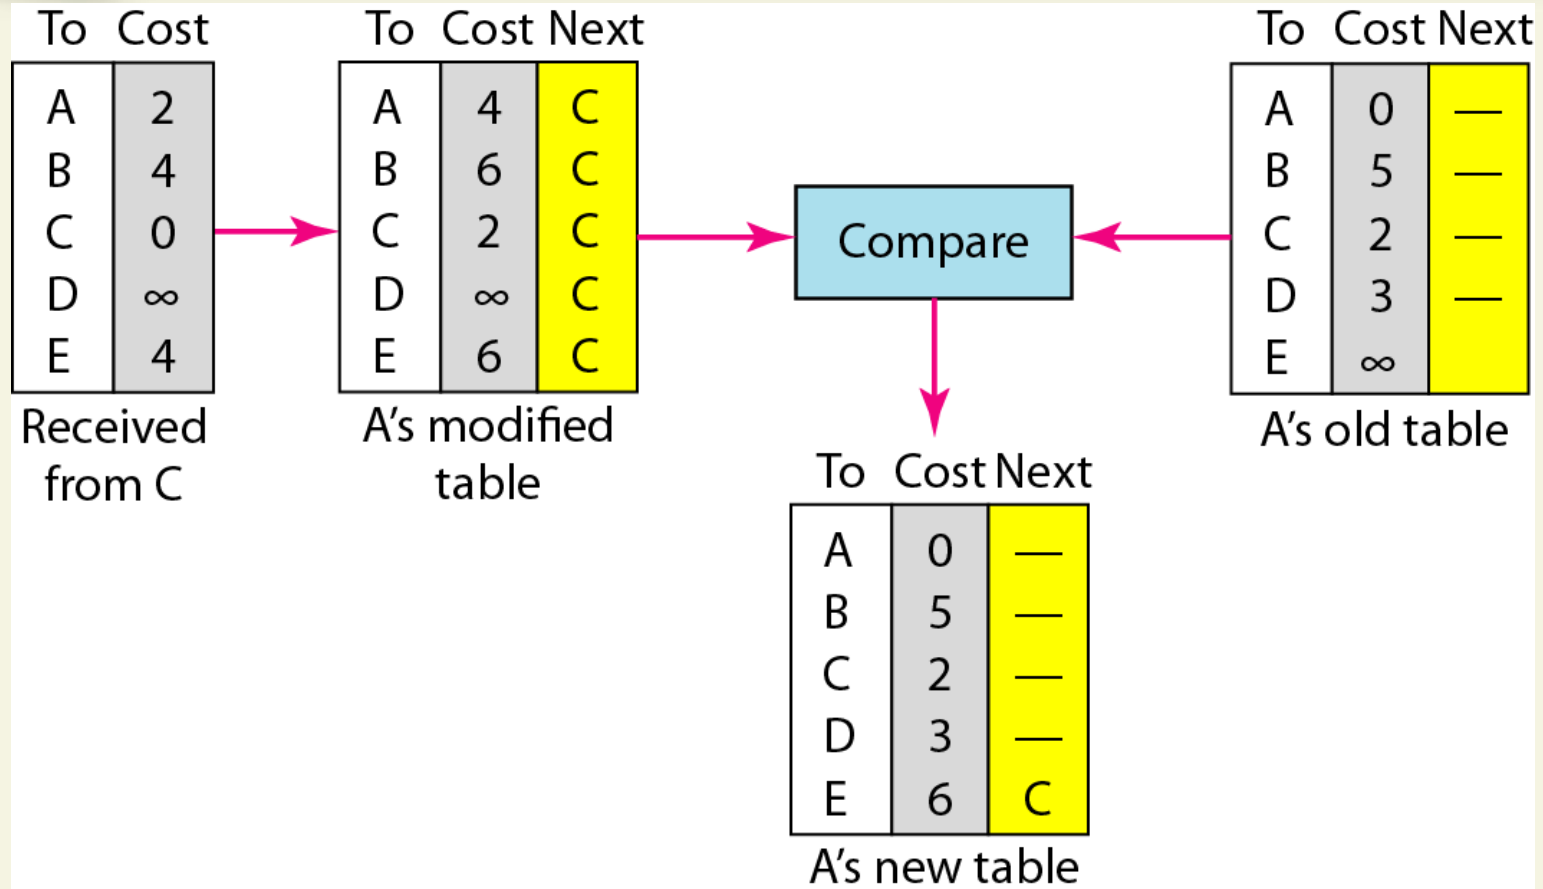 To Cost
A 2
B 4
C 0
D ∞
E 4
Received
from C
To Cost Next
A 4 C
B 6 C
C 2 C
D ∞ C
E 6 C
A’s modified
table
Compare
To Cost Next
A 0 —
B 5 —
C 2 —
D 3 —
E ∞
A’s old table
To Cost Next
A 0 —
B 5 —
C 2 —
D 3 —
E 6 C
A’s new table